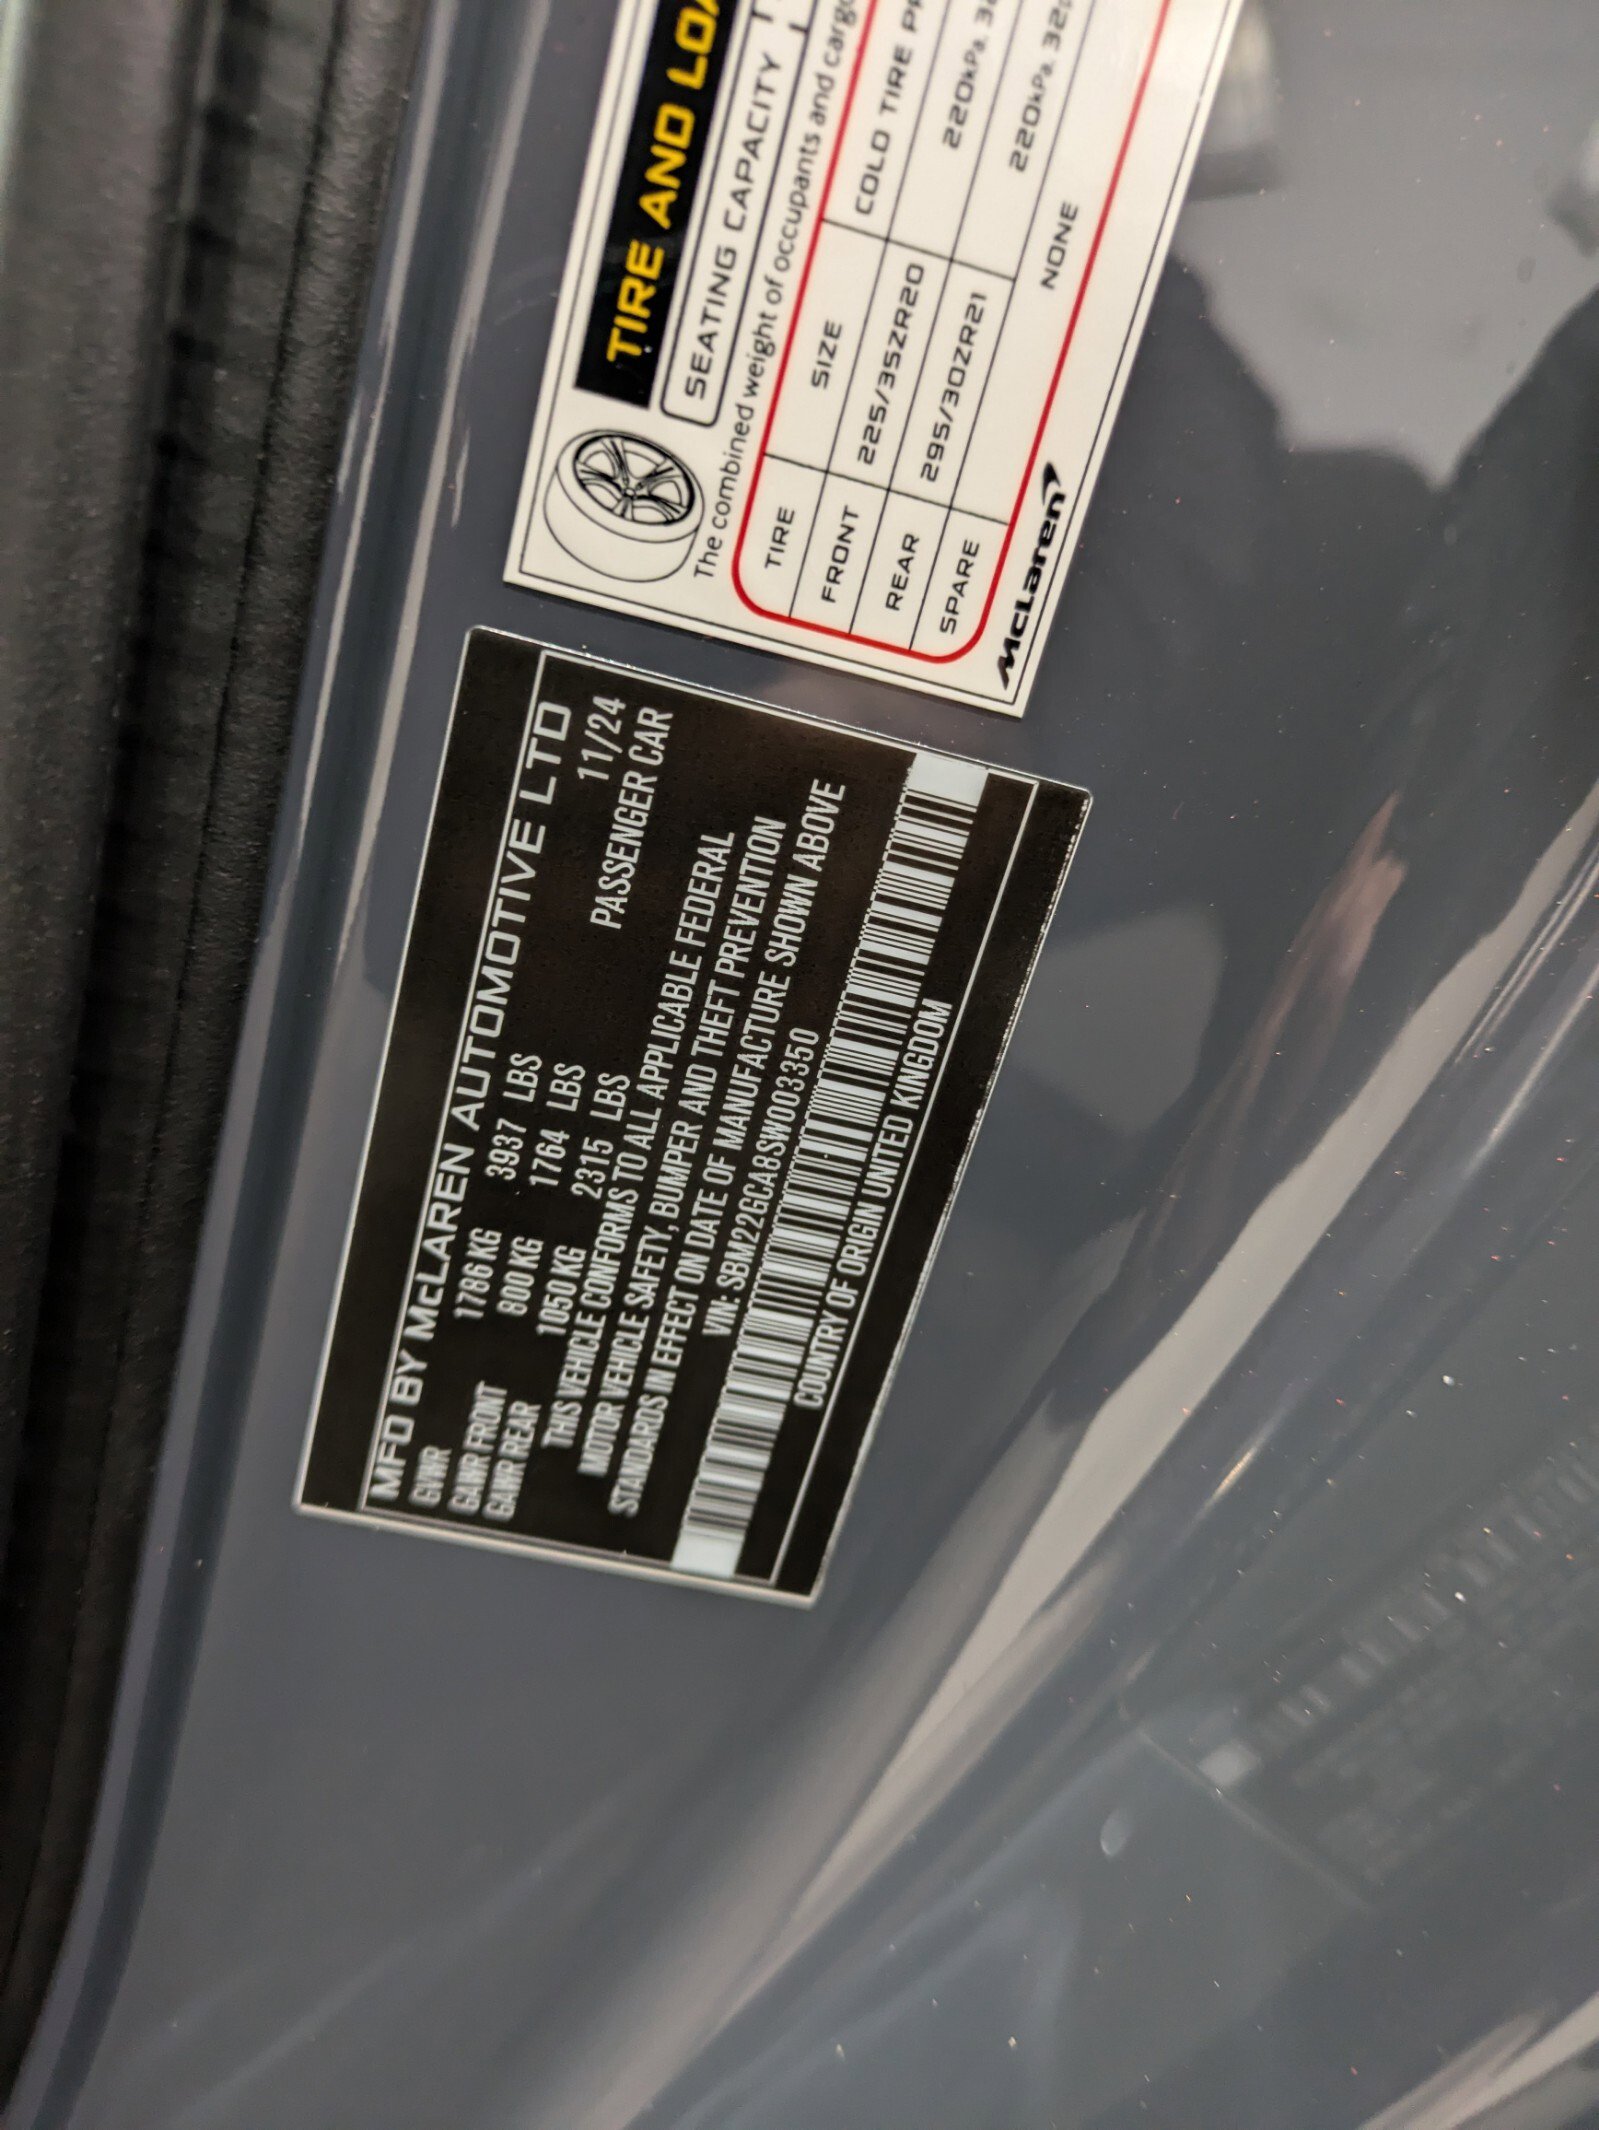 MFD BY McLAREN AUTOMOTIVE LTD
11/24
GVWR 1786 KG 3937 LBS PASSENGER CAR
GAWR FRONT 800 KG 1764 LBS
GAWR REAR 1050 KG 2315 LBS
THIS VEHICLE CONFORMS TO ALL APPLICABLE FEDERAL
MOTOR VEHICLE SAFETY, BUMPER AND THEFT PREVENTION
STANDARDS IN EFFECT ON DATE OF MANUFACTURE SHOWN ABOVE
VIN: SBM22GCA8SW003350
COUNTRY OF ORIGIN UNITED KINGDOM
TIRE AND
SEATING CAPACITY
The combined weight of occupants and
TIRE SIZE COLD TIRE
FRONT 225/35ZR20 220kPa,
REAR 295/30ZR21 220kPa, 32
SPARE NONE
McLaren